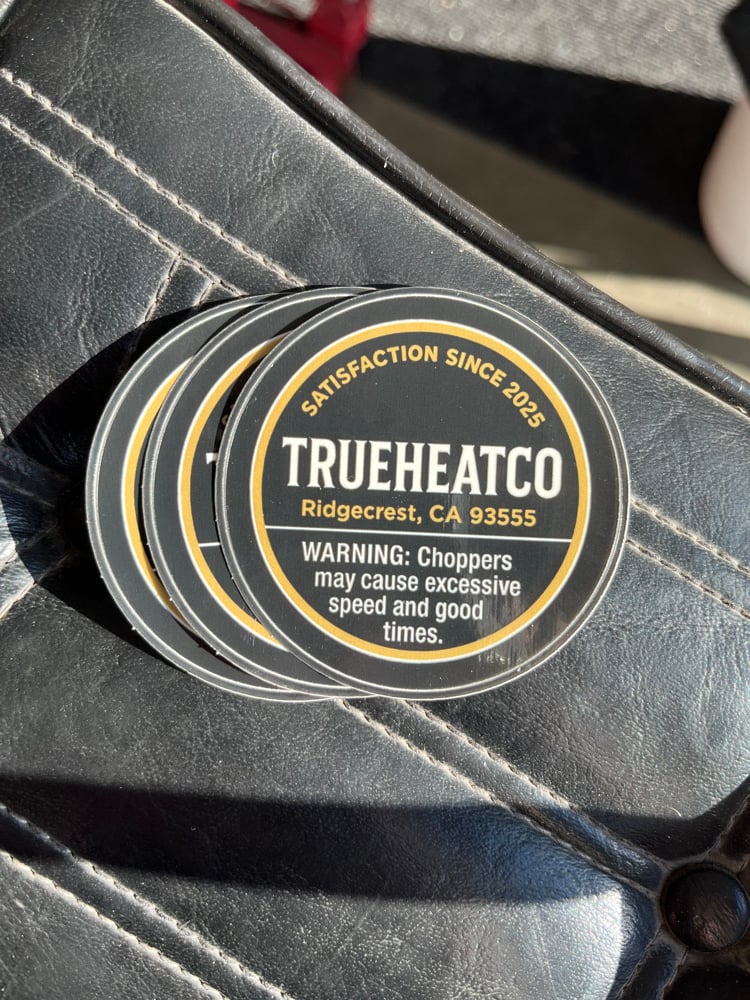 SATISFACTION SINCE 2025
TRUEHEATCO
Ridgecrest, CA 93555
WARNING: Choppers
may cause excessive
speed and good
times.